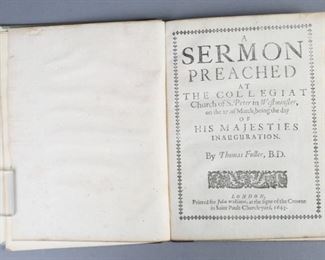 A
SERMON
PREACHED
AT
THE COLLEGIAT
Church of S. Peter in Westminster,
on the 27. of March, being the day
OF
HIS MAJESTIES
INAUGURATION.
By Thomas Fuller, B.D.
LONDON,
Printed for John Williams, at the signe of the Crowne
in Saint Pauls Church-yard, 1643.